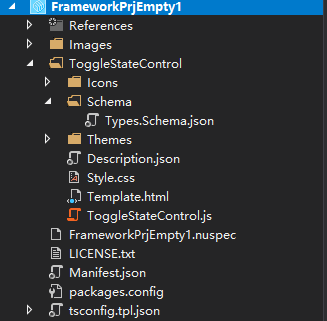 FrameworkPrjEmpty1
References
Images
ToggleStateControl
Icons
Schema
Types.Schema.json
Themes
Description.json
Style.css
Template.html
ToggleStateControl.js
FrameworkPrjEmpty1.nuspec
LICENSE.txt
Manifest.json
packages.config
tsconfig.tpl.json